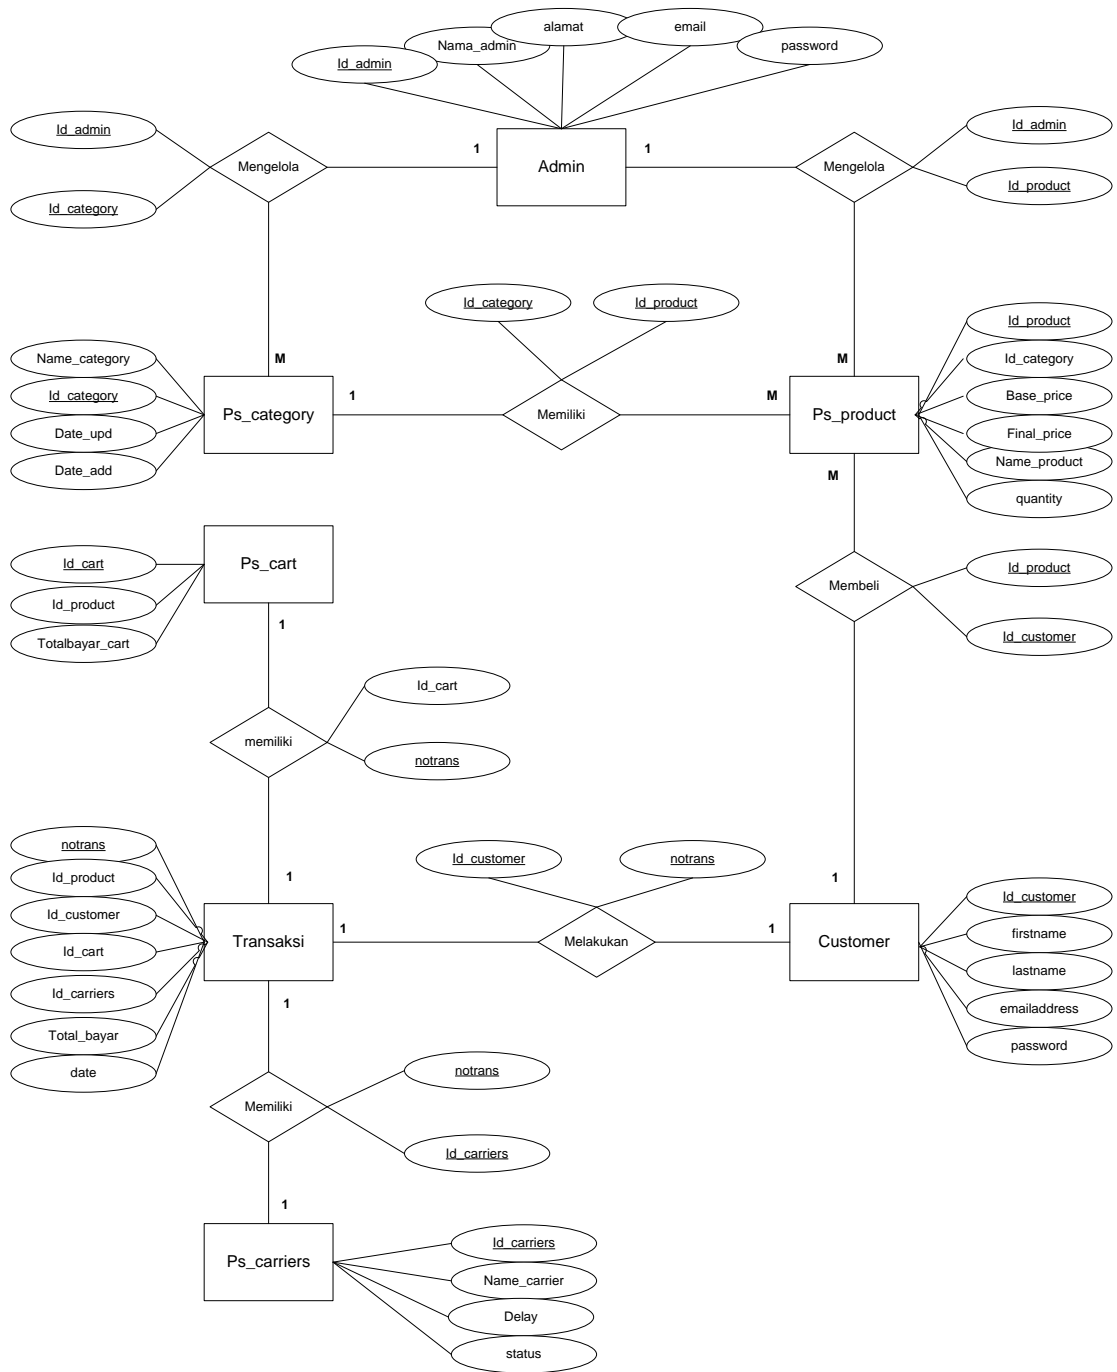 alamat
email
Nama_admin
password
Id_admin
Id_admin
Id_category
Mengelola
1
Admin
1
Mengelola
Id_admin
Id_product
Id_category
Id_product
Name_category
Id_category
Date_upd
Date_add
M
Ps_category
1
Memiliki
M
M
Ps_product
M
Id_product
Id_category
Base_price
Final_price
Name_product
quantity
Id_cart
Id_product
Totalbayar_cart
Ps_cart
1
Membeli
Id_product
Id_customer
memiliki
Id_cart
notrans
1
notrans
Id_product
Id_customer
Id_cart
Id_carriers
Total_bayar
date
Transaksi
1
1
Id_customer
notrans
Melakukan
1
1
Customer
Id_customer
firstname
lastname
emailaddress
password
Memiliki
notrans
Id_carriers
1
Ps_carriers
Id_carriers
Name_carrier
Delay
status